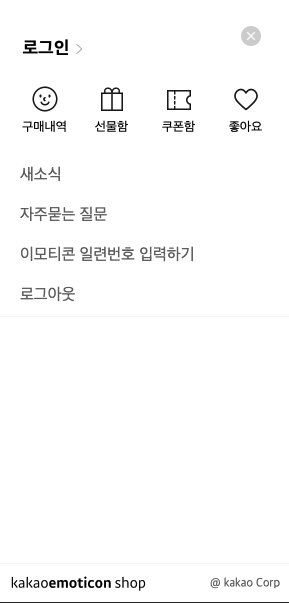 로그인
구매내역 선물함 쿠폰함 좋아요
새소식
자주묻는 질문
이모티콘 일련번호 입력하기
로그아웃
kakaoemoticon shop @ kakao Corp